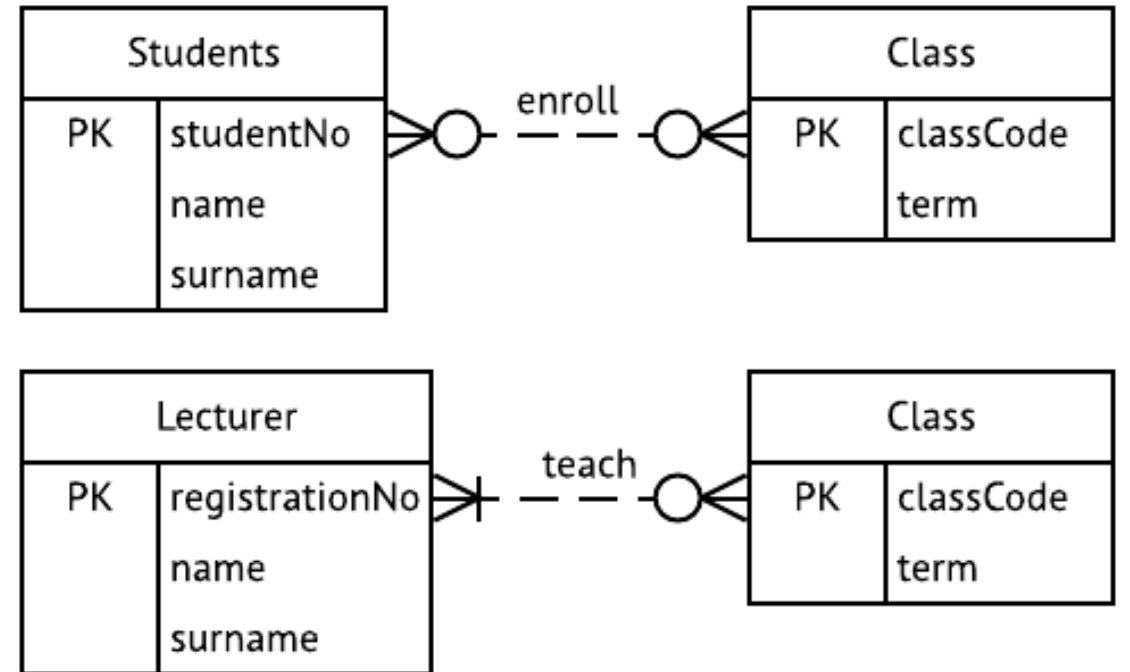 Students
Class
enroll
PK studentNo
name
surname
PK classCode
term
Lecturer
Class
teach
PK registrationNo
name
surname
PK classCode
term